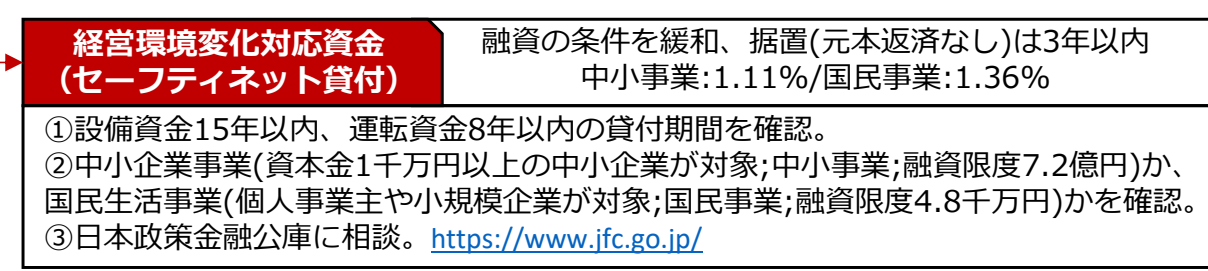 経営環境変化対応資金
（セーフティネット貸付）
融資の条件を緩和、据置(元本返済なし)は3年以内
中小事業:1.11%/国民事業:1.36%
①設備資金15年以内、運転資金8年以内の貸付期間を確認。
②中小企業事業(資本金1千万円以上の中小企業が対象;中小事業;融資限度7.2億円)か、
国民生活事業(個人事業主や小規模企業が対象;国民事業;融資限度4.8千万円)かを確認。
③日本政策金融公庫に相談。https://www.jfc.go.jp/